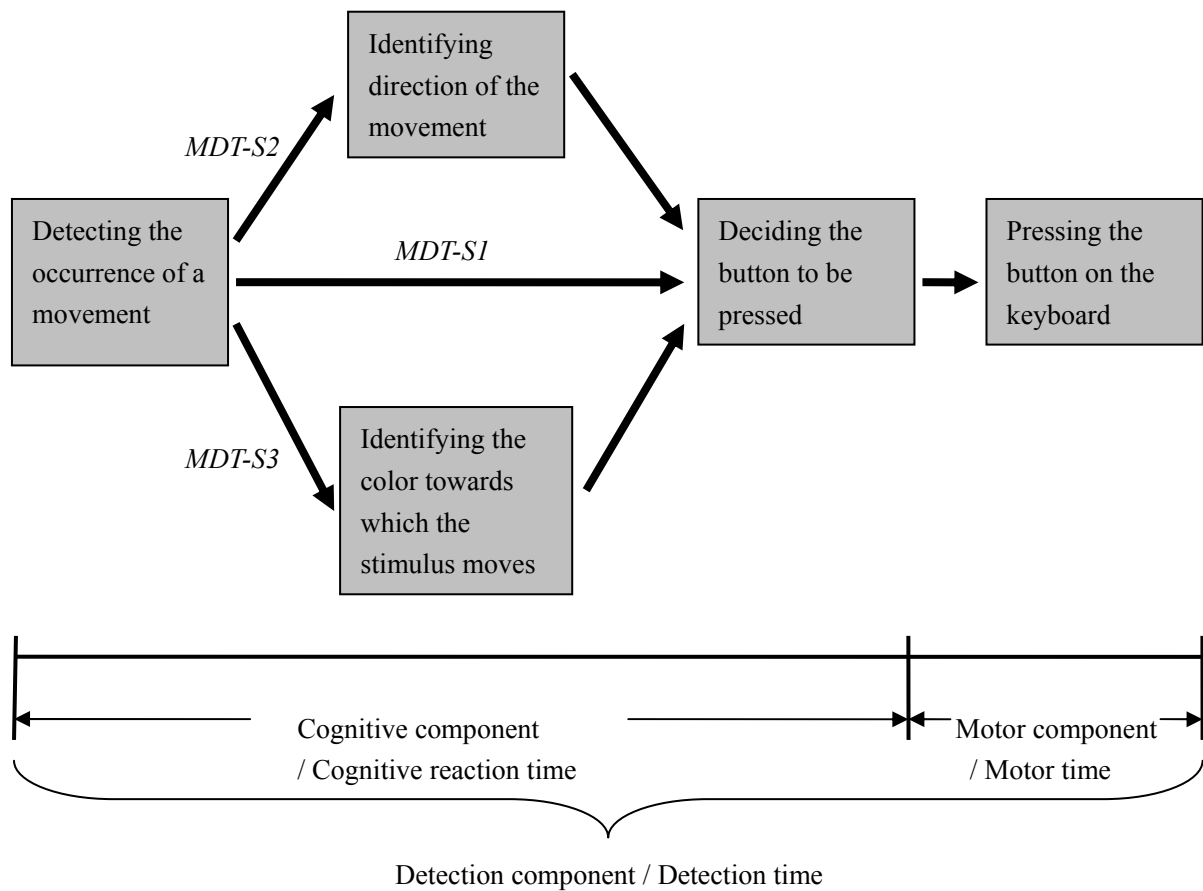 Identifying
direction of the
movement
MDT-S2
Detecting the
occurrence of a
movement
MDT-S1
Deciding the
button to be
pressed
Pressing the
button on the
keyboard
MDT-S3
Identifying the
color towards
which the
stimulus moves
Cognitive component
/ Cognitive reaction time
Motor component
/ Motor time
Detection component / Detection time